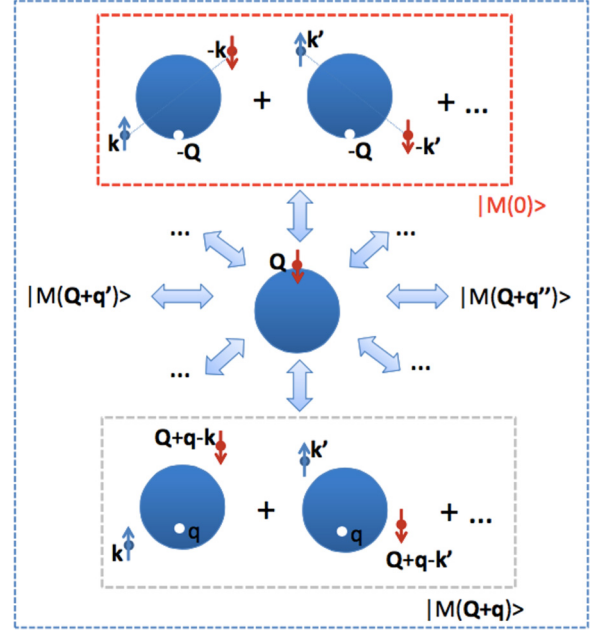 -k k'
+ + ...
k -Q -Q -k'
|M(0)>
... ...
Q
|M(Q+q')> |M(Q+q'')>
... ...
Q+q-k k'
+ + ...
k q q
Q+q-k'
|M(Q+q)>